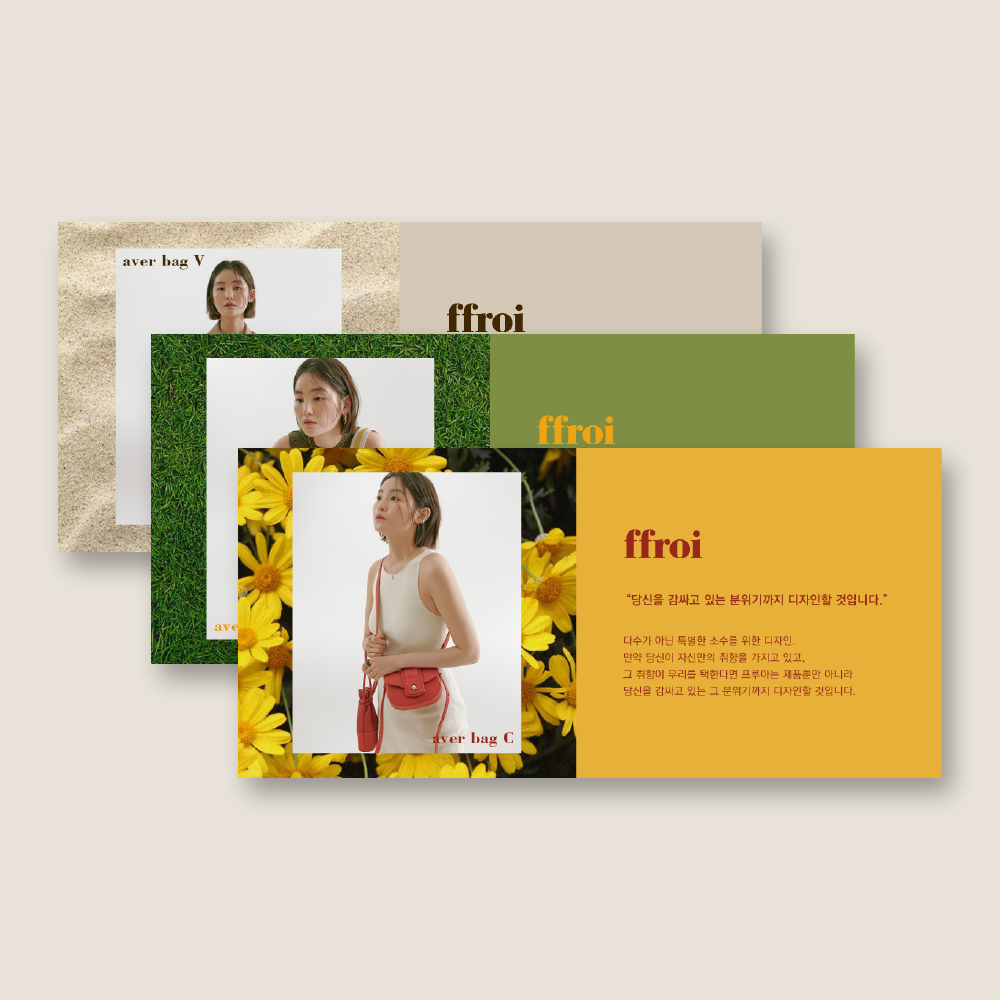 aver bag V
ffroi
ffroi
ave
ffroi
“당신을 감싸고 있는 분위기까지 디자인할 것입니다.”
다수가 아닌 특별한 소수를 위한 디자인.
만약 당신이 자신만의 취향을 가지고 있고,
그 취향이 우리를 택한다면 프루아는 제품뿐만 아니라
당신을 감싸고 있는 그 분위기까지 디자인할 것입니다.
aver bag C